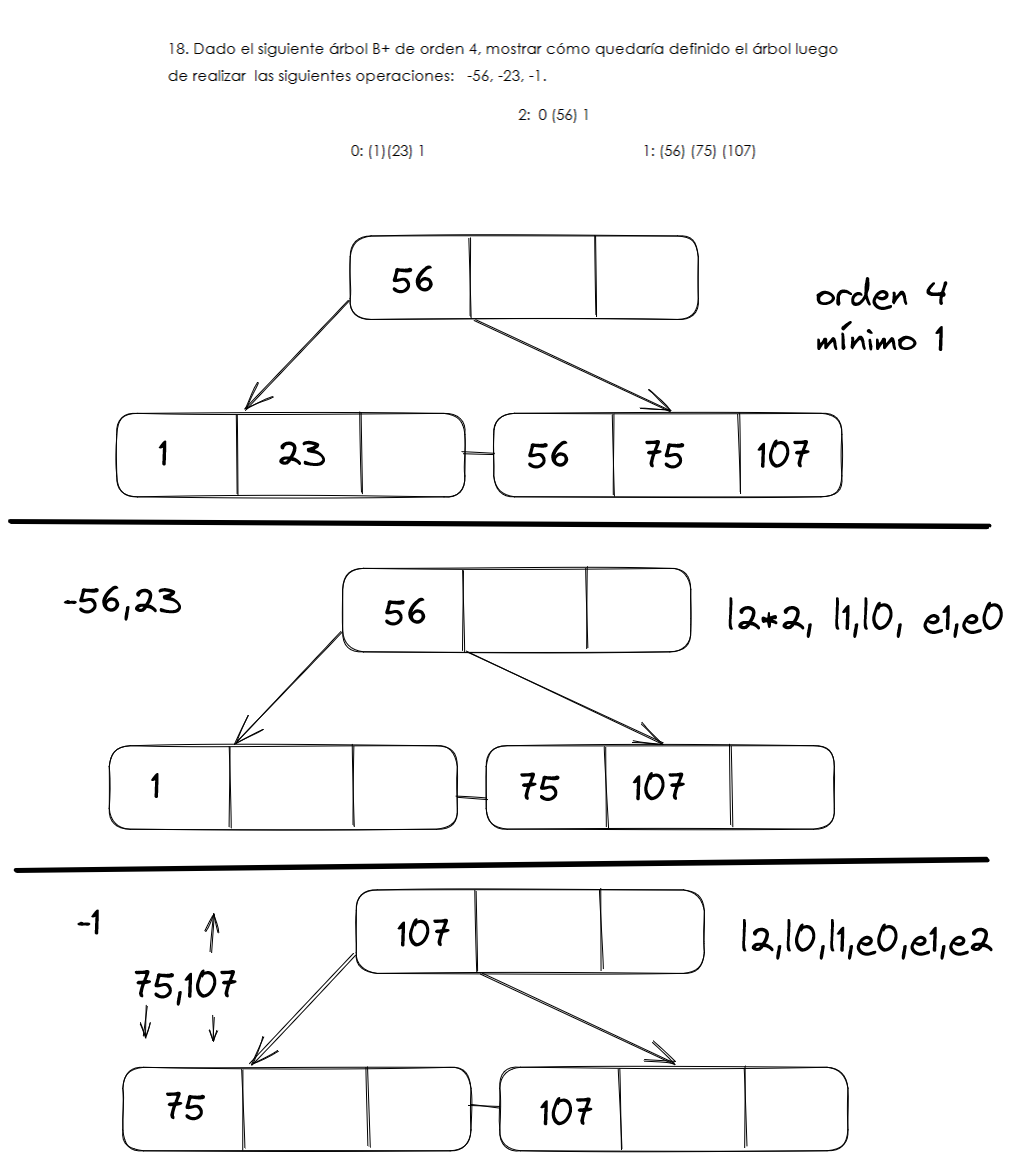 18. Dado el siguiente árbol B+ de orden 4, mostrar cómo quedaría definido el árbol luego
de realizar las siguientes operaciones: -56, -23, -1.
2: 0 (56) 1
0: (1)(23) 1
1: (56) (75) (107)
56
orden 4
mínimo 1
1 23
56 75 107
-56,23
56
l2*2, l1,l0, e1,e0
1
75 107
-1
107
l2,l0,l1,e0,e1,e2
75,107
75
107